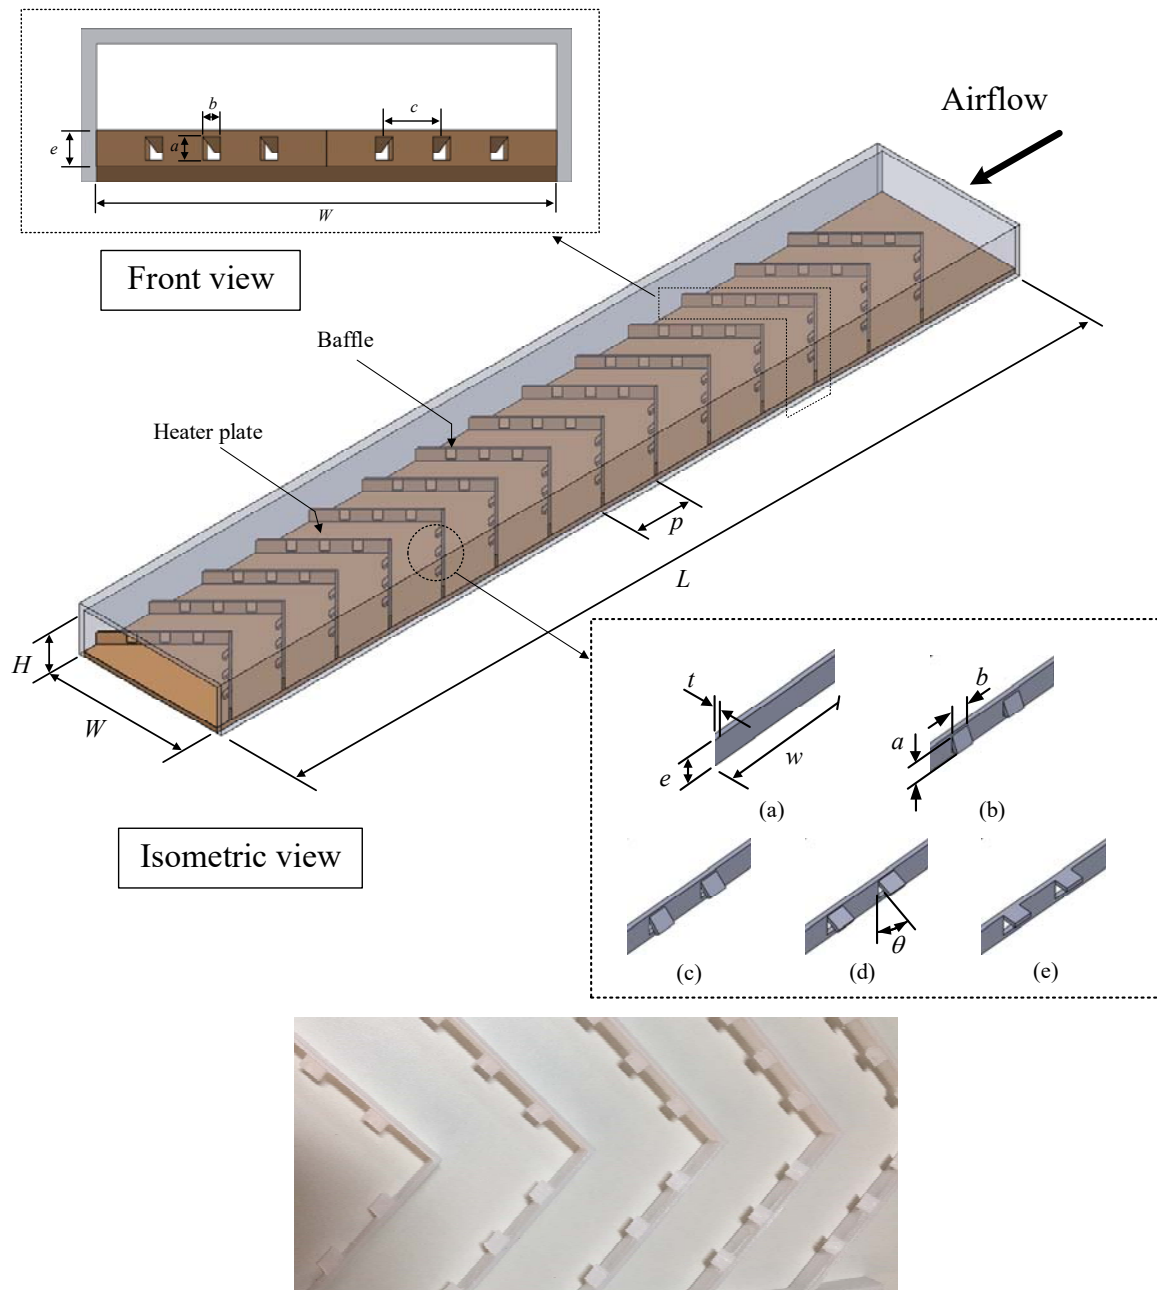 b
c
e
a
W
Front view
Airflow
Baffle
Heater plate
p
L
H
W
Isometric view
t
e
w
(a)
b
a
(b)
(c)
θ
(d)
(e)